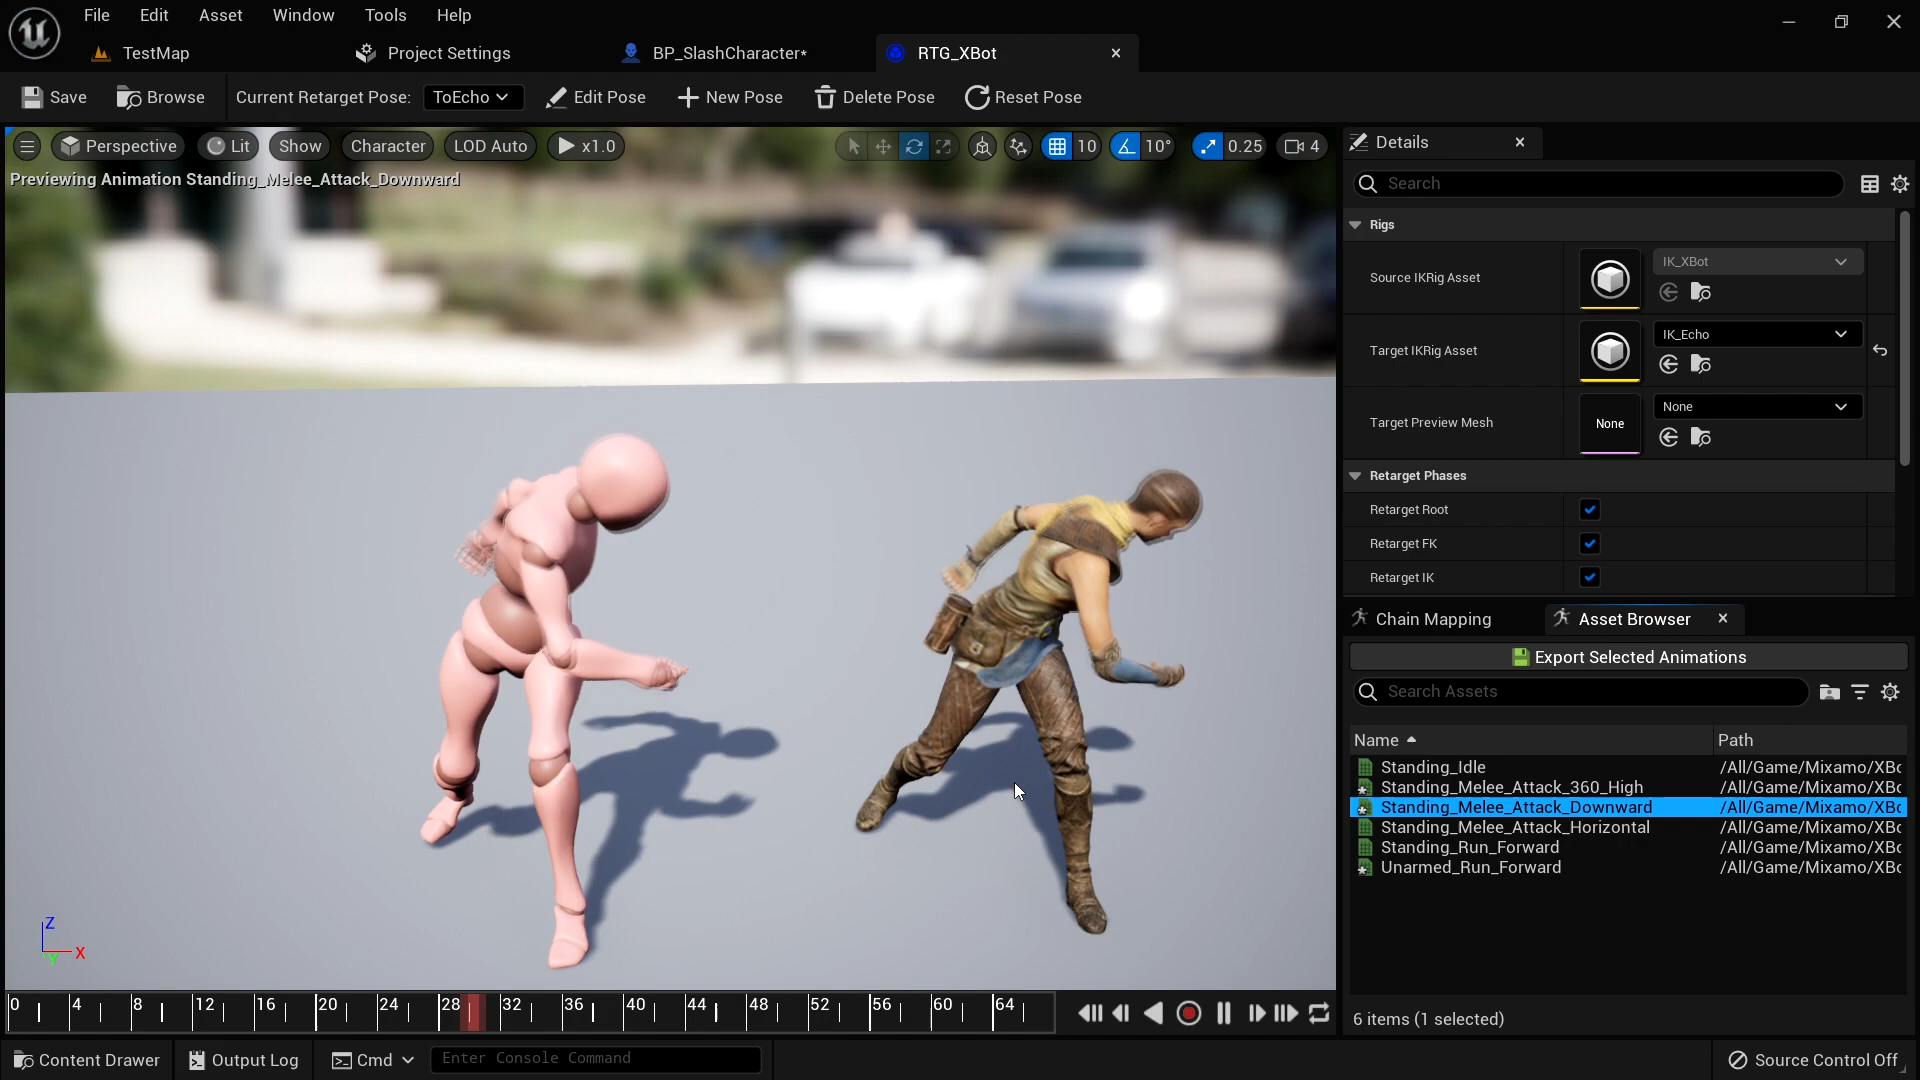 File Edit Asset Window Tools Help
TestMap Project Settings BP_SlashCharacter* RTG_XBot
Save Browse Current Retarget Pose: ToEcho Edit Pose New Pose Delete Pose Reset Pose
Perspective Lit Show Character LOD Auto x1.0 10 10° 0.25 4
Previewing Animation Standing_Melee_Attack_Downward
Z
X
Y
0 4 8 12 16 20 24 28 32 36 40 44 48 52 56 60 64
Details
Search
Rigs
Source IKRig Asset IK_XBot
Target IKRig Asset IK_Echo
Target Preview Mesh None None
Retarget Phases
Retarget Root
Retarget FK
Retarget IK
Chain Mapping Asset Browser
Export Selected Animations
Search Assets
Name Path
Standing_Idle /All/Game/Mixamo/XBo
Standing_Melee_Attack_360_High /All/Game/Mixamo/XBo
Standing_Melee_Attack_Downward /All/Game/Mixamo/XBo
Standing_Melee_Attack_Horizontal /All/Game/Mixamo/XBo
Standing_Run_Forward /All/Game/Mixamo/XBo
Unarmed_Run_Forward /All/Game/Mixamo/XBo
6 items (1 selected)
Content Drawer Output Log Cmd Enter Console Command Source Control Off